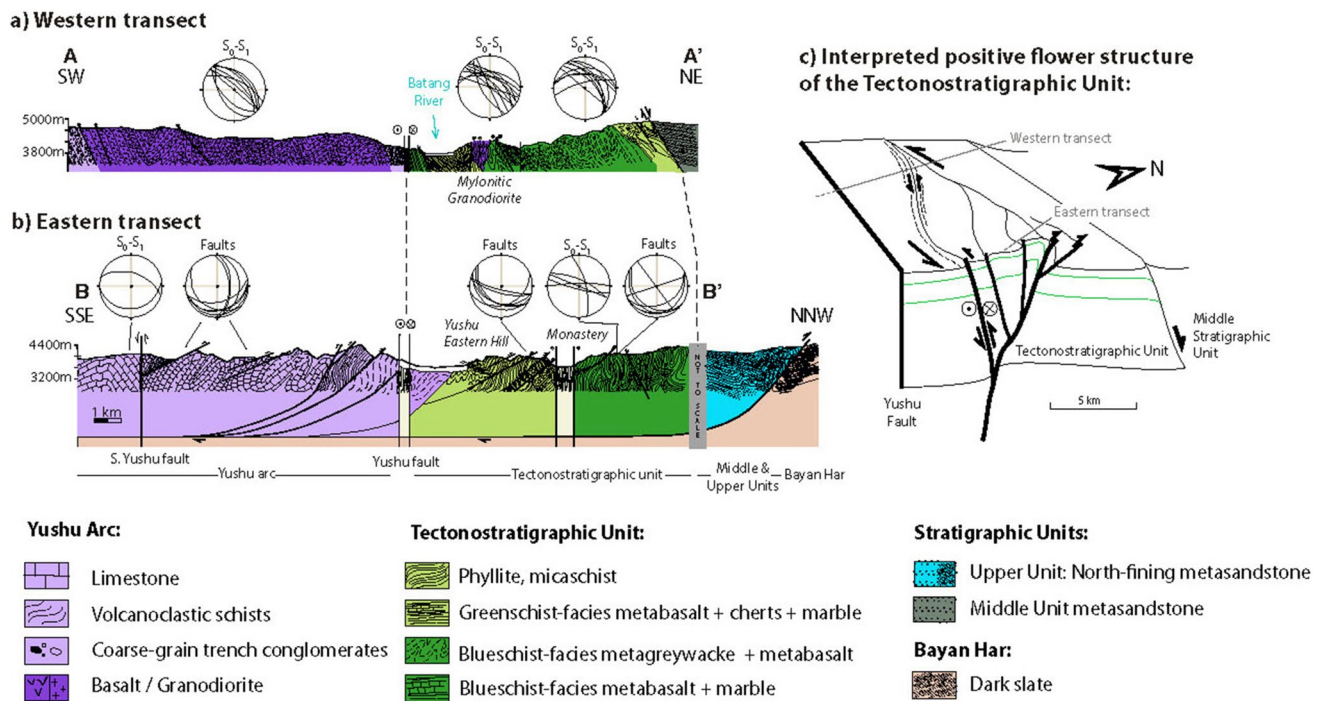 a) Western transect
A
SW
S0-S1
Batang
River
S0-S1
S0-S1
A'
NE
5000m
3800m
Mylonitic
Granodiorite
b) Eastern transect
B
SSE
S0-S1
Faults
Faults
S0-S1
Faults
B'
NNW
Yushu
Eastern Hill
Monastery
4400m
3200m
1 km
NOT TO SCALE
S. Yushu fault
Yushu arc
Yushu fault
Tectonostratigraphic unit
Middle &
Upper Units
Bayan Har
c) Interpreted positive flower structure
of the Tectonostratigraphic Unit:
Western transect
N
Eastern transect
Tectonostratigraphic Unit
Middle
Stratigraphic
Unit
Yushu
Fault
5 km
Yushu Arc:
Limestone
Volcanoclastic schists
Coarse-grain trench conglomerates
Basalt / Granodiorite
Tectonostratigraphic Unit:
Phyllite, micaschist
Greenschist-facies metabasalt + cherts + marble
Blueschist-facies metagreywacke + metabasalt
Blueschist-facies metabasalt + marble
Stratigraphic Units:
Upper Unit: North-fining metasandstone
Middle Unit metasandstone
Bayan Har:
Dark slate